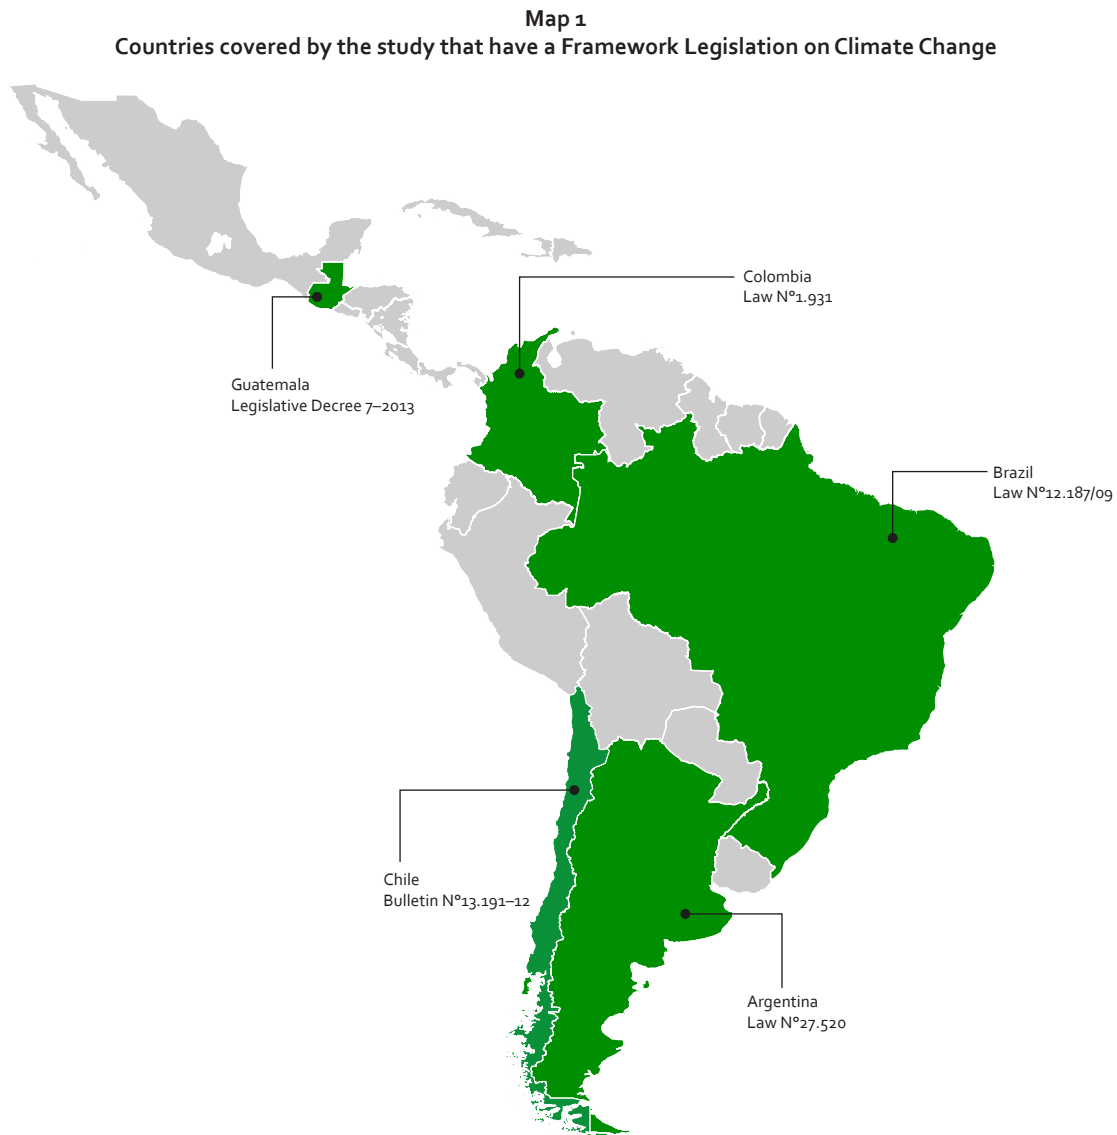 Map 1
Countries covered by the study that have a Framework Legislation on Climate Change
Colombia
Law N°1.931
Guatemala
Legislative Decree 7–2013
Brazil
Law N°12.187/09
Chile
Bulletin N°13.191–12
Argentina
Law N°27.520